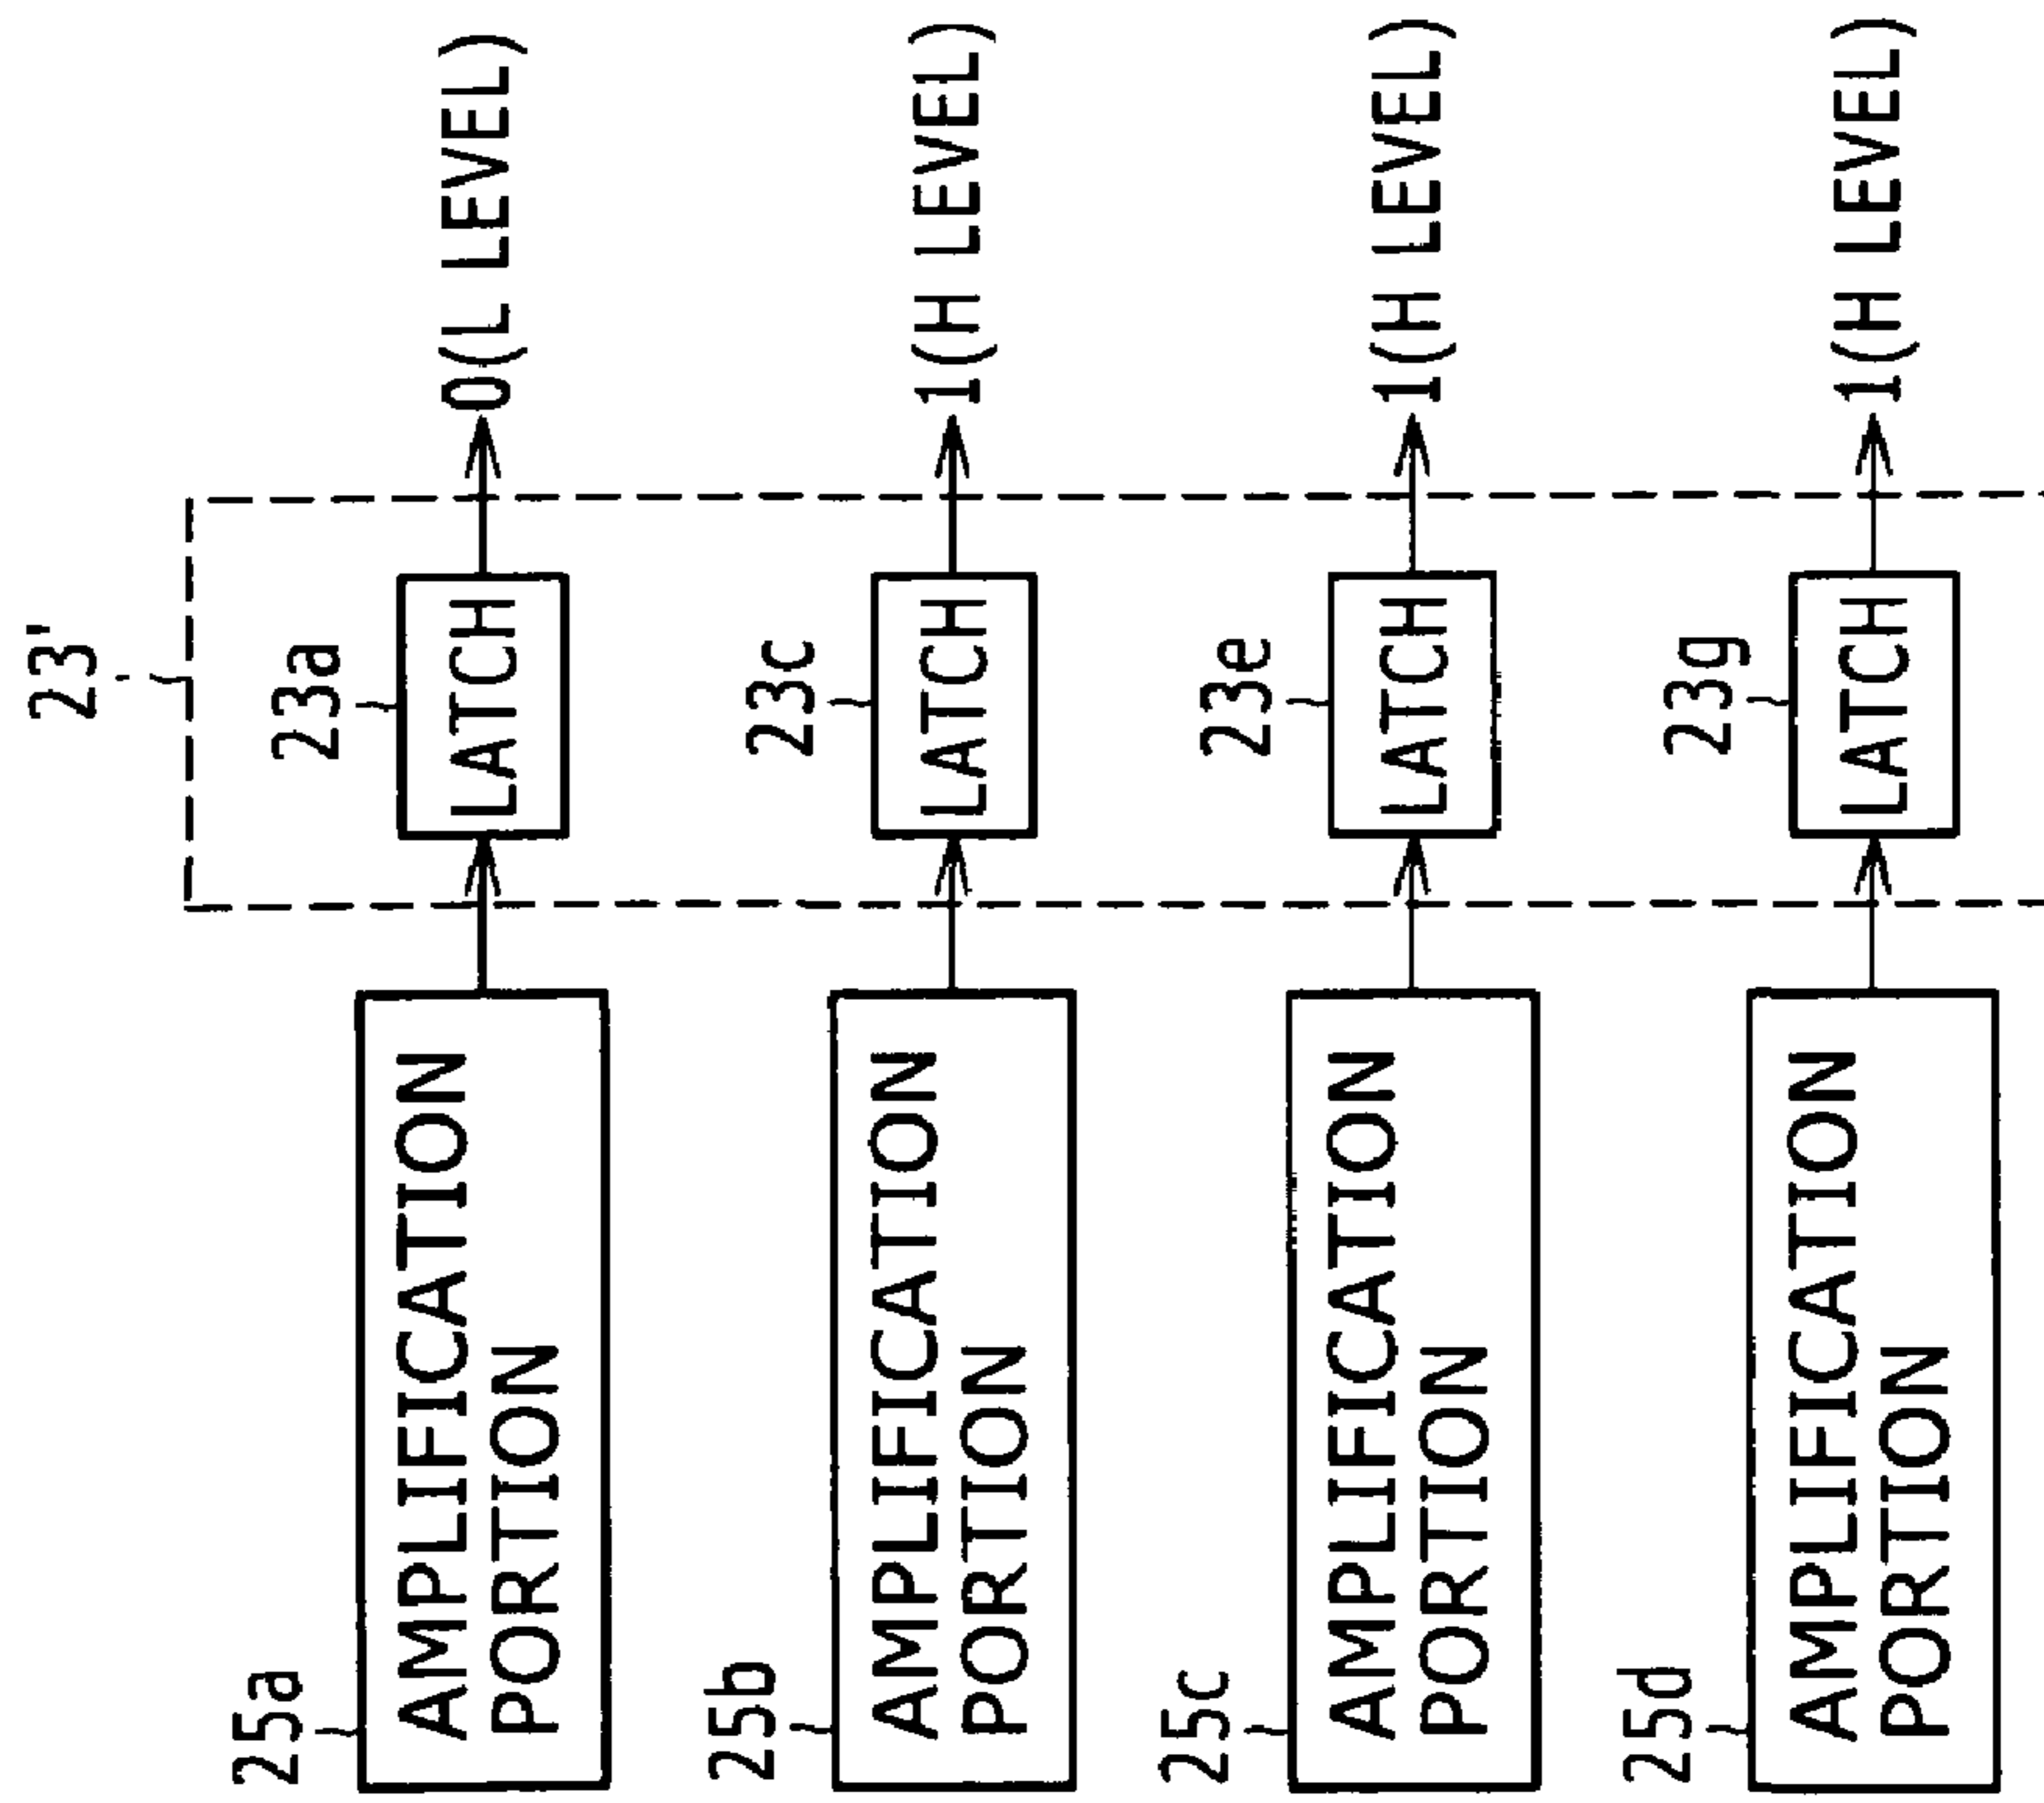 23'
25a
AMPLIFICATION
PORTION
23a
LATCH
0(L LEVEL)
25b
AMPLIFICATION
PORTION
23c
LATCH
1(H LEVEL)
25c
AMPLIFICATION
PORTION
23e
LATCH
1(H LEVEL)
25d
AMPLIFICATION
PORTION
23g
LATCH
1(H LEVEL)